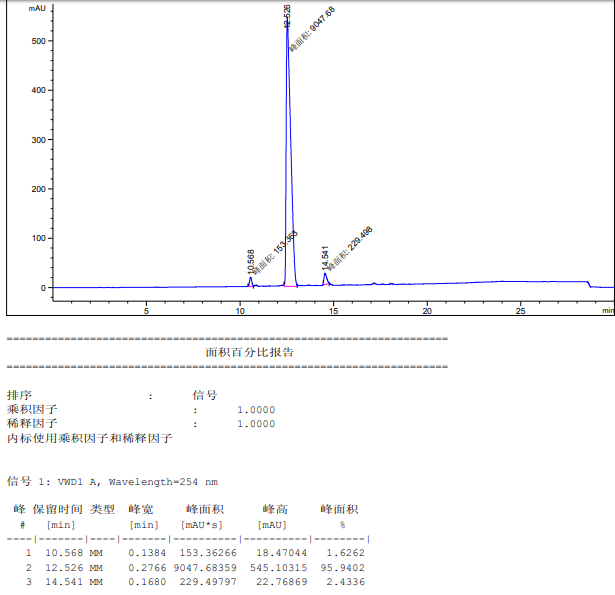 mAU
12.526
峰面积: 9047.68
500
400
300
200
100
0
10.568
峰面积: 153.363
14.541
峰面积: 229.498
5
10
15
20
25
min
==================================================================
面积百分比报告
==================================================================
排序 : 信号
乘积因子 : 1.0000
稀释因子 : 1.0000
内标使用乘积因子和稀释因子
信号 1: VWD1 A, Wavelength=254 nm
峰 保留时间 类型 峰宽 峰面积 峰高 峰面积
# [min] [min] [mAU*s] [mAU] %
----|-------|----|-------|----------|----------|--------|
1 10.568 MM 0.1384 153.36266 18.47044 1.6262
2 12.526 MM 0.2766 9047.68359 545.10315 95.9402
3 14.541 MM 0.1680 229.49797 22.76869 2.4336